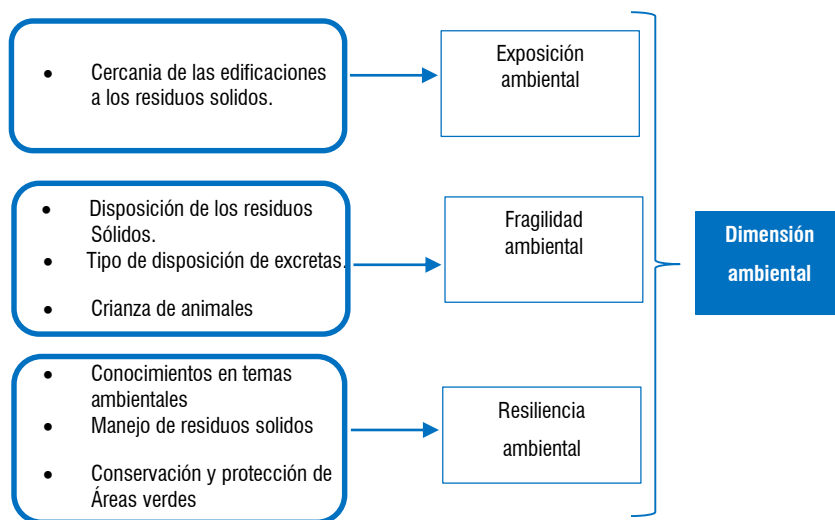 • Cercania de las edificaciones
a los residuos solidos.
Exposición
ambiental
• Disposición de los residuos
Sólidos.
• Tipo de disposición de excretas.
• Crianza de animales
Fragilidad
ambiental
Dimensión
ambiental
• Conocimientos en temas
ambientales
• Manejo de residuos solidos
• Conservación y protección de
Áreas verdes
Resiliencia
ambiental